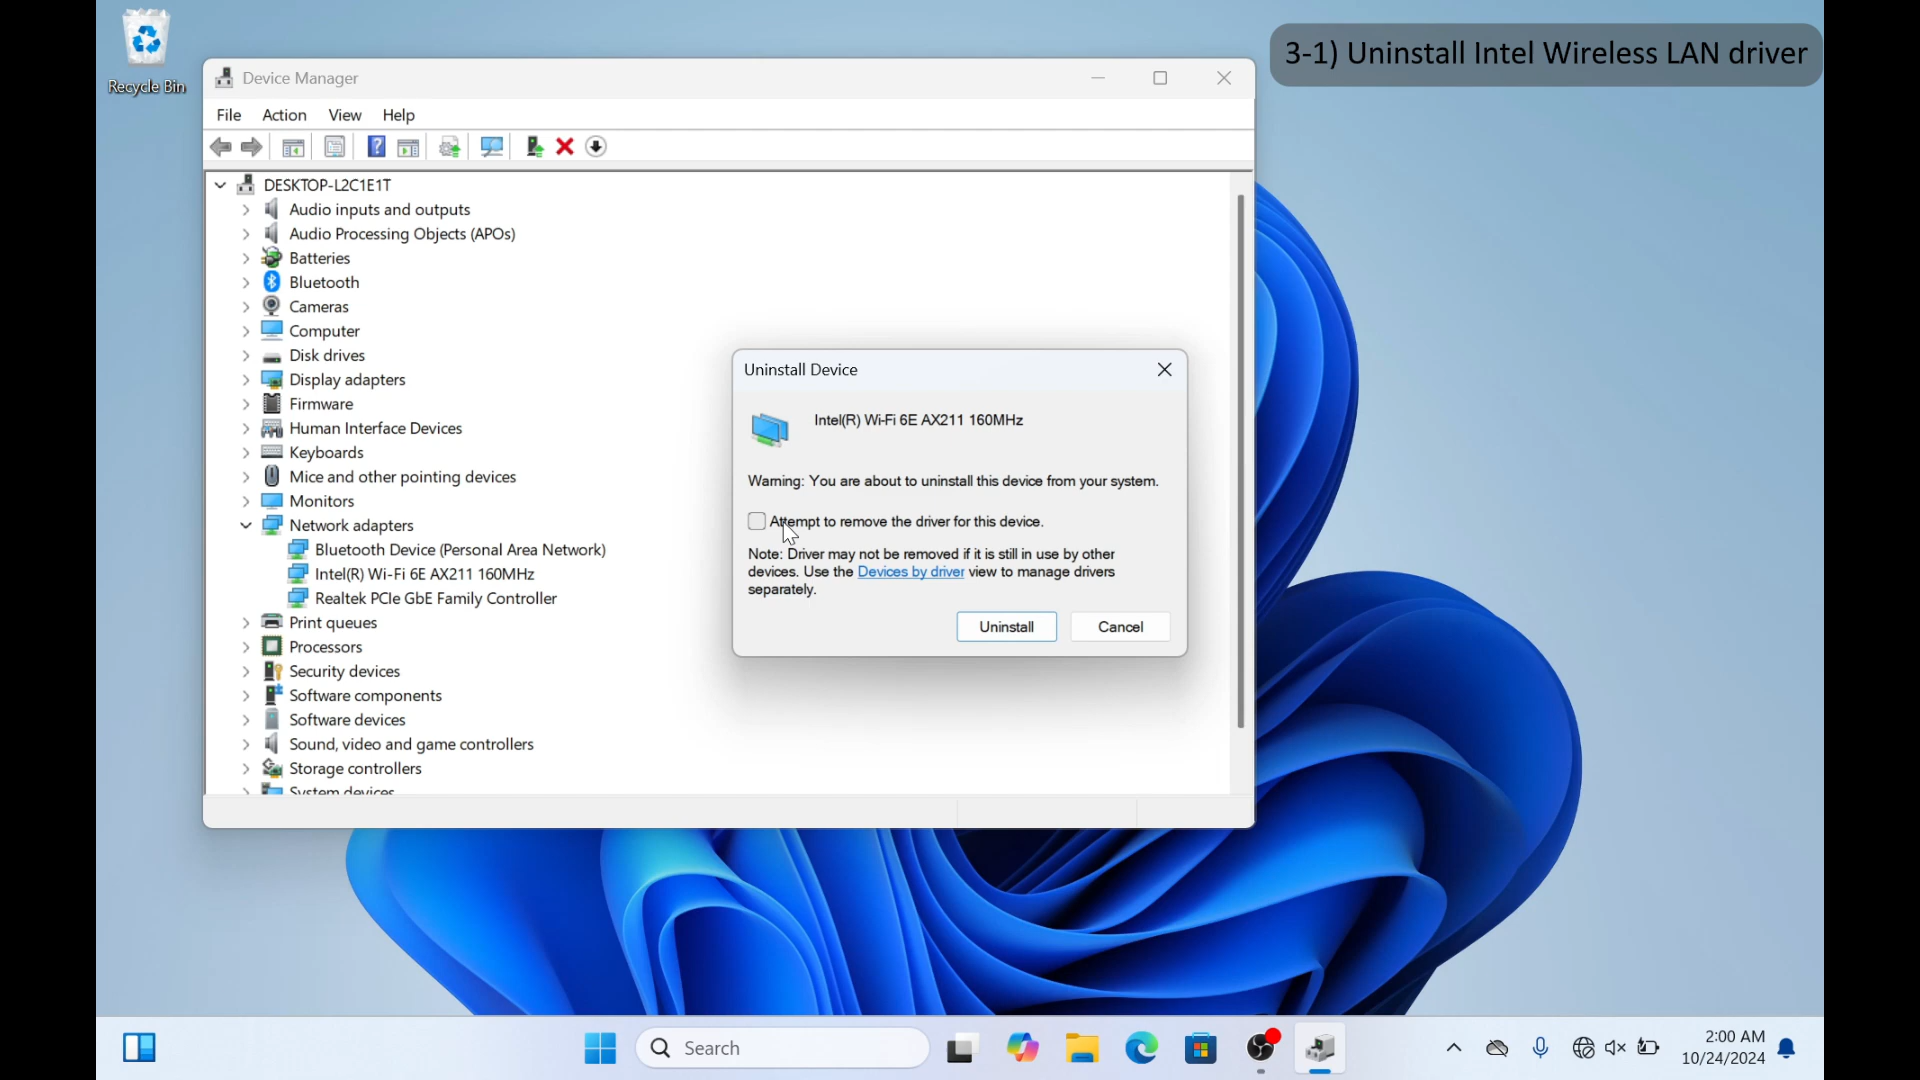 3-1) Uninstall Intel Wireless LAN driver
Recycle Bin
Device Manager
File Action View Help
DESKTOP-L2C1E1T
Audio inputs and outputs
Audio Processing Objects (APOs)
Batteries
Bluetooth
Cameras
Computer
Disk drives
Display adapters
Firmware
Human Interface Devices
Keyboards
Mice and other pointing devices
Monitors
Network adapters
Bluetooth Device (Personal Area Network)
Intel(R) Wi-Fi 6E AX211 160MHz
Realtek PCIe GbE Family Controller
Print queues
Processors
Security devices
Software components
Software devices
Sound, video and game controllers
Storage controllers
System devices
Uninstall Device
Intel(R) Wi-Fi 6E AX211 160MHz
Warning: You are about to uninstall this device from your system.
Attempt to remove the driver for this device.
Note: Driver may not be removed if it is still in use by other
devices. Use the Devices by driver view to manage drivers
separately.
Uninstall Cancel
Search
2:00 AM
10/24/2024